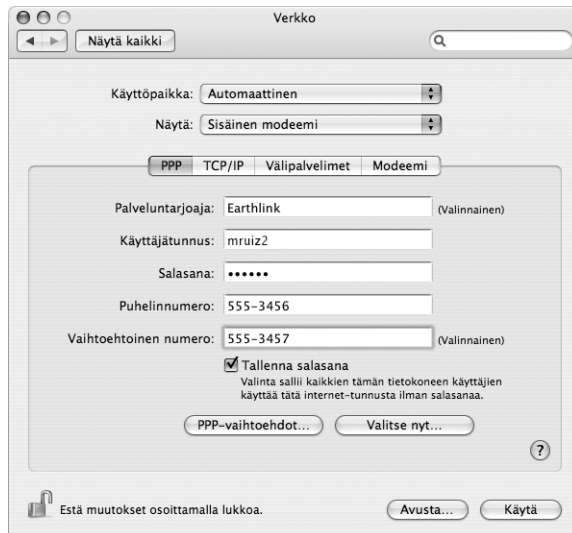 Verkko
Näytä kaikki
Käyttöpaikka: Automaattinen
Näytä: Sisäinen modeemi
PPP TCP/IP Välipalvelimet Modeemi
Palveluntarjoaja: Earthlink (Valinnainen)
Käyttäjätunnus: mruiz2
Salasana: ••••••
Puhelinnumero: 555-3456
Vaihtoehtoinen numero: 555-3457 (Valinnainen)
Tallenna salasana
Valinta sallii kaikkien tämän tietokoneen käyttäjien
käyttää tätä internet-tunnusta ilman salasanaa.
PPP-vaihtoehdot... Valitse nyt...
?
Estä muutokset osoittamalla lukkoa. Avusta... Käytä